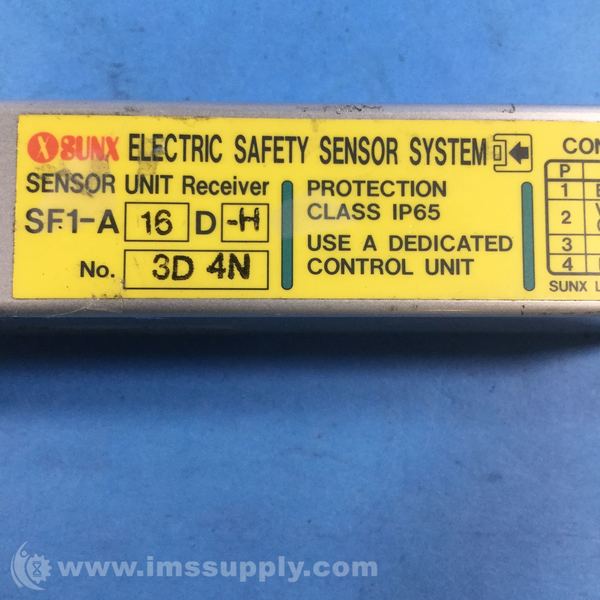 SUNX ELECTRIC SAFETY SENSOR SYSTEM
SENSOR UNIT Receiver
SF1-A 16 D -H
No. 3D 4N
PROTECTION
CLASS IP65
USE A DEDICATED
CONTROL UNIT
CON
P
1
2
3
4
SUNX L
www.imssupply.com